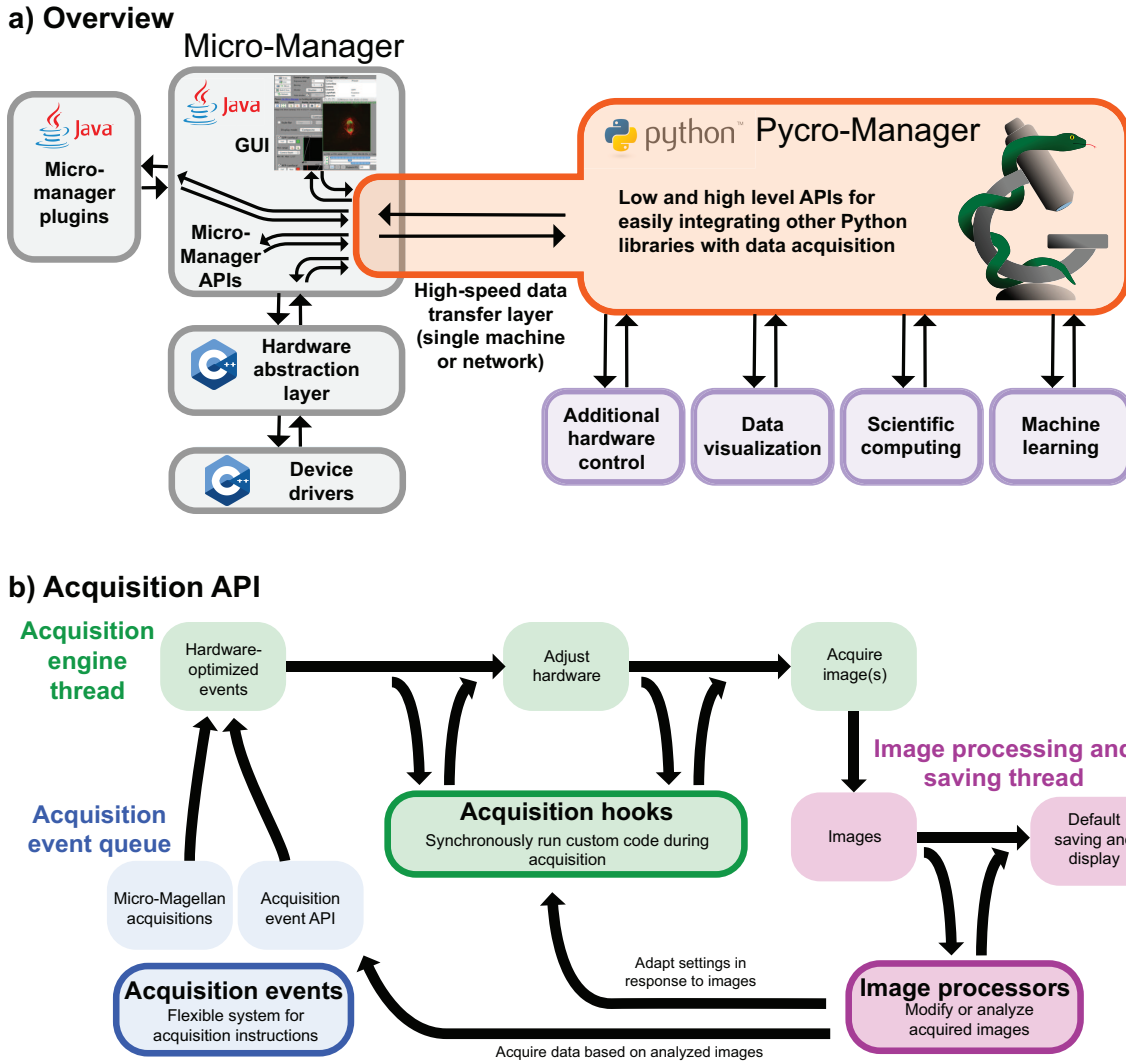 a) Overview
Micro-Manager
Java
Micro-
manager
plugins
Java
GUI
Micro-
Manager
APIs
python™ Pycro-Manager
Low and high level APIs for
easily integrating other Python
libraries with data acquisition
High-speed data
transfer layer
(single machine
or network)
C++
Hardware
abstraction
layer
C++
Device
drivers
Additional
hardware
control
Data
visualization
Scientific
computing
Machine
learning
b) Acquisition API
Acquisition
engine
thread
Hardware-
optimized
events
Adjust
hardware
Acquire
image(s)
Image processing and
saving thread
Acquisition
event queue
Acquisition hooks
Synchronously run custom code during
acquisition
Images
Default
saving and
display
Micro-Magellan
acquisitions
Acquisition
event API
Adapt settings in
response to images
Acquisition events
Flexible system for
acquisition instructions
Image processors
Modify or analyze
acquired images
Acquire data based on analyzed images